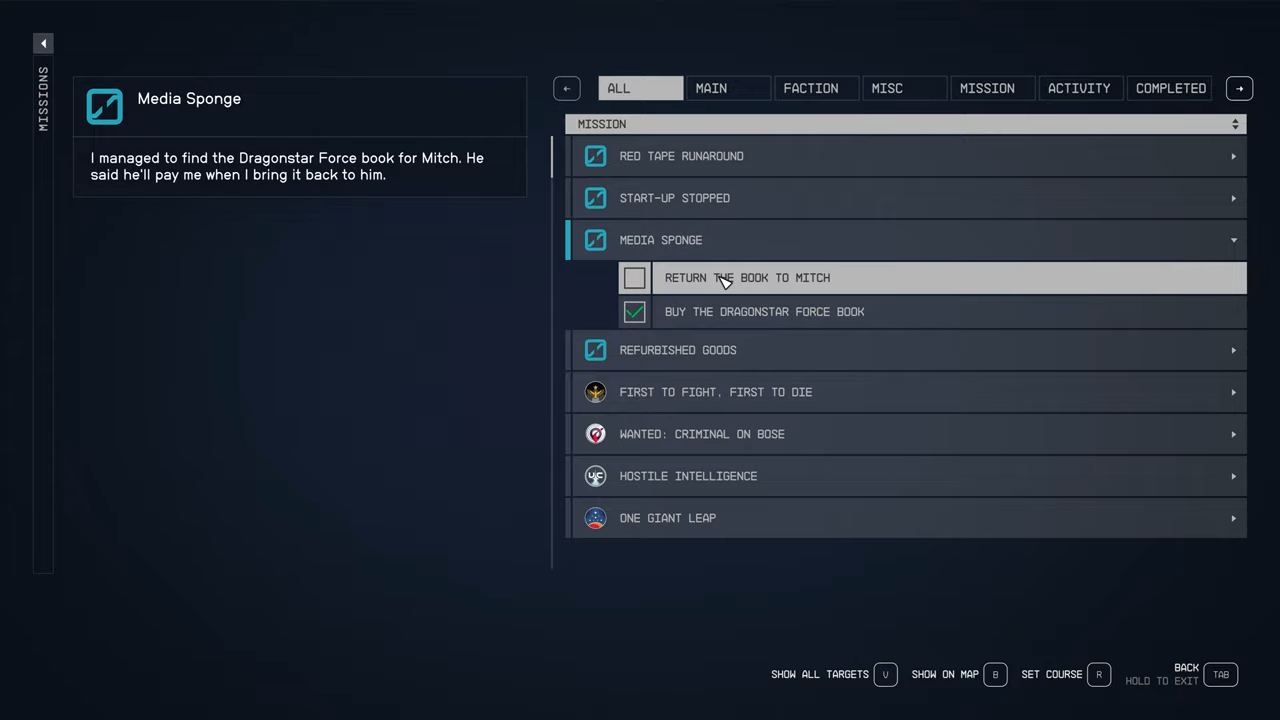 MISSIONS
Media Sponge
I managed to find the Dragonstar Force book for Mitch. He
said he'll pay me when I bring it back to him.
ALL
MAIN
FACTION
MISC
MISSION
ACTIVITY
COMPLETED
MISSION
RED TAPE RUNAROUND
START-UP STOPPED
MEDIA SPONGE
RETURN THE BOOK TO MITCH
BUY THE DRAGONSTAR FORCE BOOK
REFURBISHED GOODS
FIRST TO FIGHT, FIRST TO DIE
WANTED: CRIMINAL ON BOSE
UC
HOSTILE INTELLIGENCE
ONE GIANT LEAP
SHOW ALL TARGETS V
SHOW ON MAP B
SET COURSE R
BACK
HOLD TO EXIT
TAB